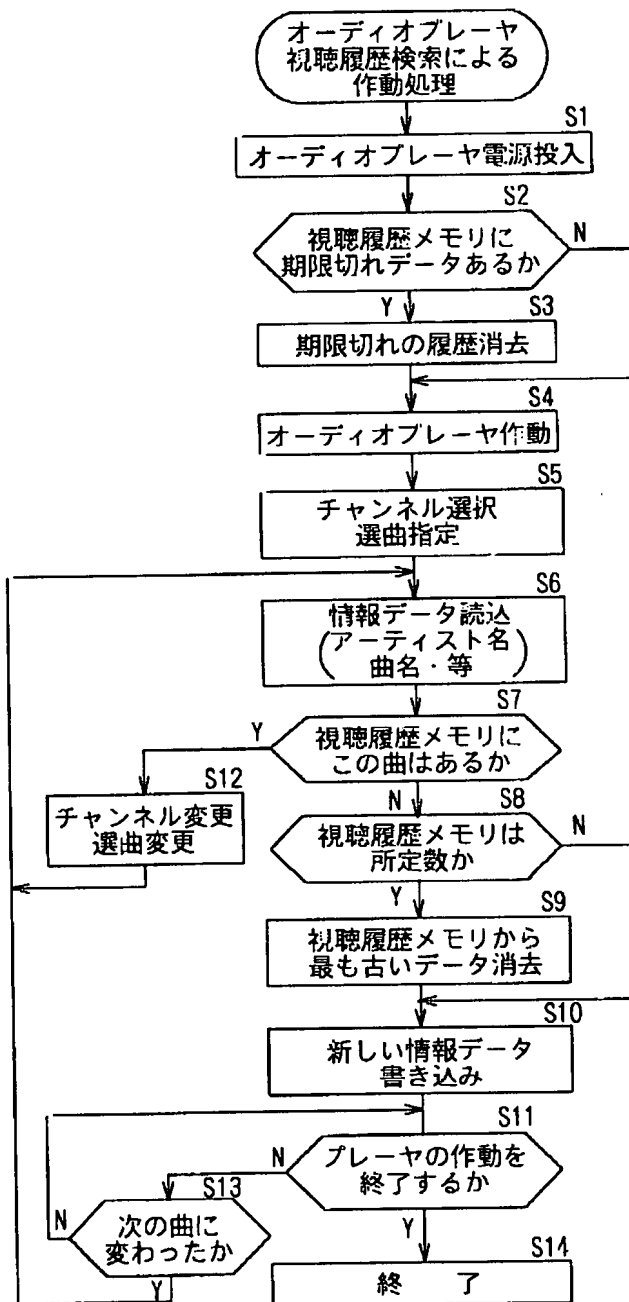 オーディオプレーヤ
視聴履歴検索による
作動処理
S1
オーディオプレーヤ電源投入
S2
視聴履歴メモリに
期限切れデータあるか
N
Y
S3
期限切れの履歴消去
S4
オーディオプレーヤ作動
S5
チャンネル選択
選曲指定
S6
情報データ読込
(アーティスト名
曲名・等)
S7
Y
視聴履歴メモリに
この曲はあるか
S12
チャンネル変更
選曲変更
N
S8
視聴履歴メモリは
所定数か
N
Y
S9
視聴履歴メモリから
最も古いデータ消去
S10
新しい情報データ
書き込み
S11
N
プレーヤの作動を
終了するか
S13
N
次の曲に
変わったか
Y
Y
S14
終 了